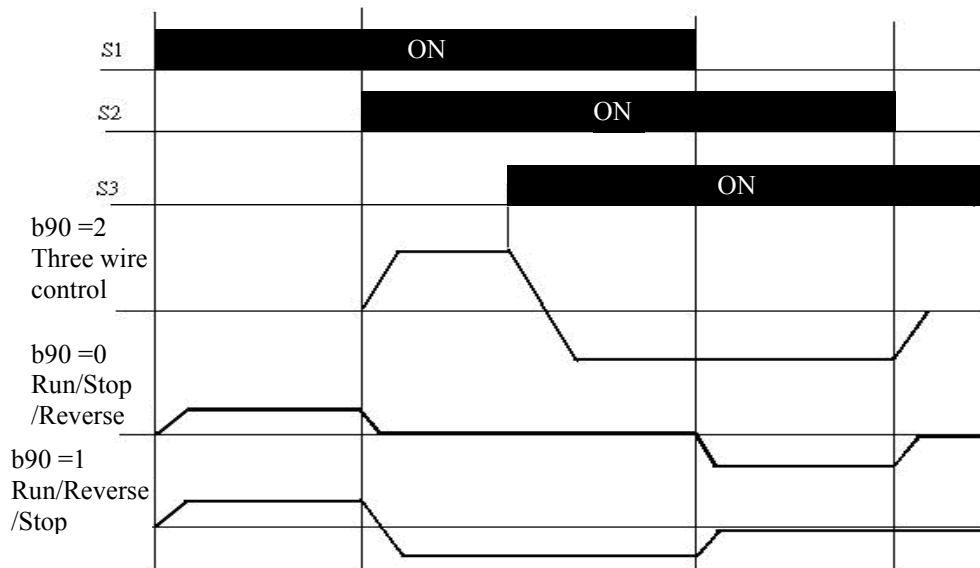 S1
ON
S2
ON
S3
ON
b90 =2
Three wire
control
b90 =0
Run/Stop
/Reverse
b90 =1
Run/Reverse
/Stop